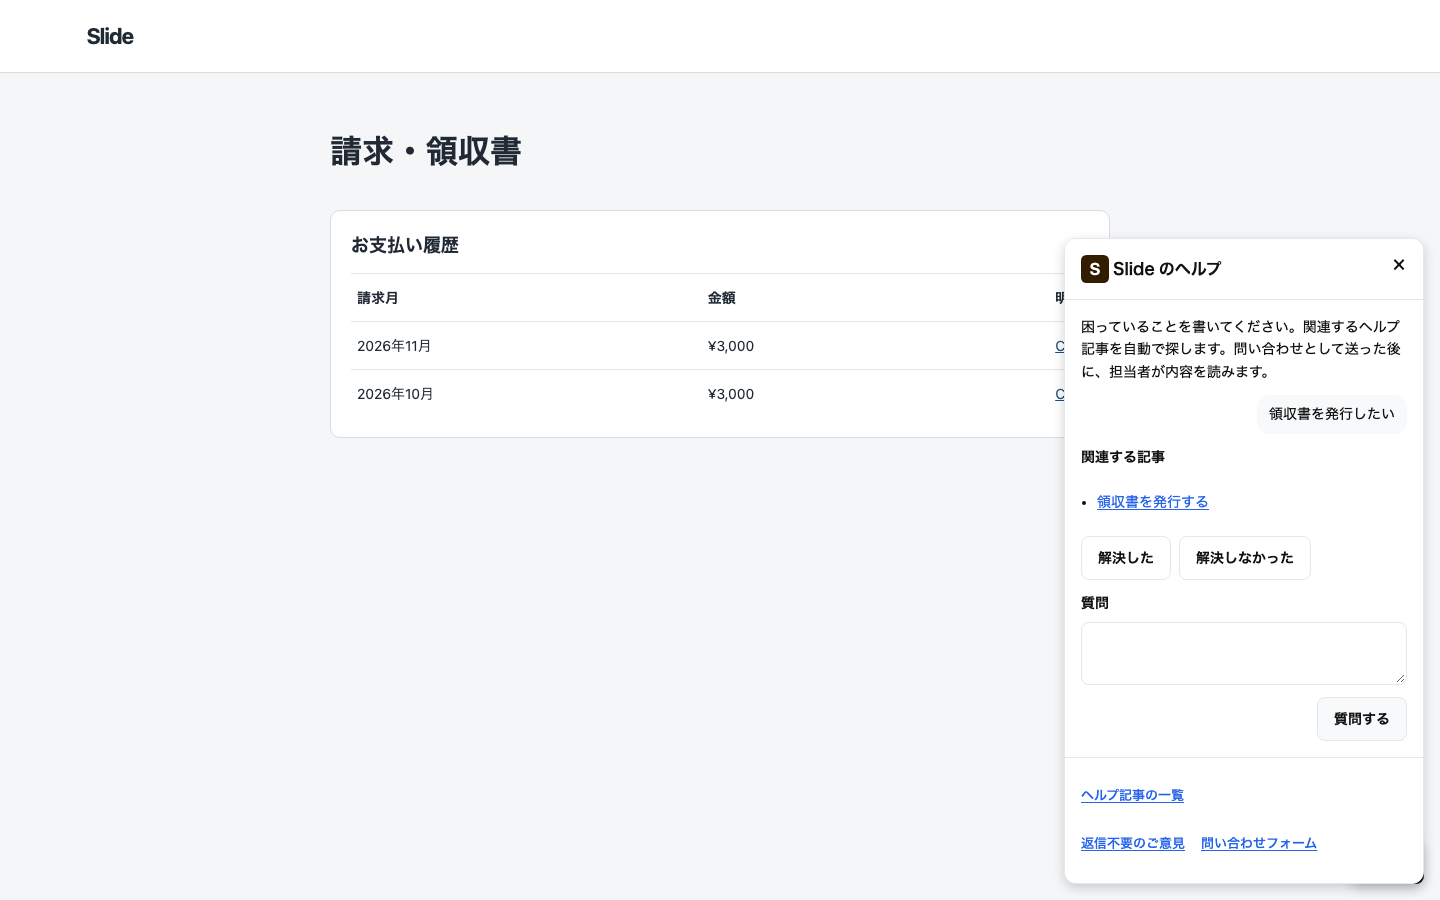 Slide
請求・領収書
お支払い履歴
請求月 金額
2026年11月 ¥3,000
2026年10月 ¥3,000
S Slide のヘルプ ×
困っていることを書いてください。関連するヘルプ
記事を自動で探します。問い合わせとして送った後
に、担当者が内容を読みます。
領収書を発行したい
関連する記事
• 領収書を発行する
解決した 解決しなかった
質問
質問する
ヘルプ記事の一覧
返信不要のご意見 問い合わせフォーム